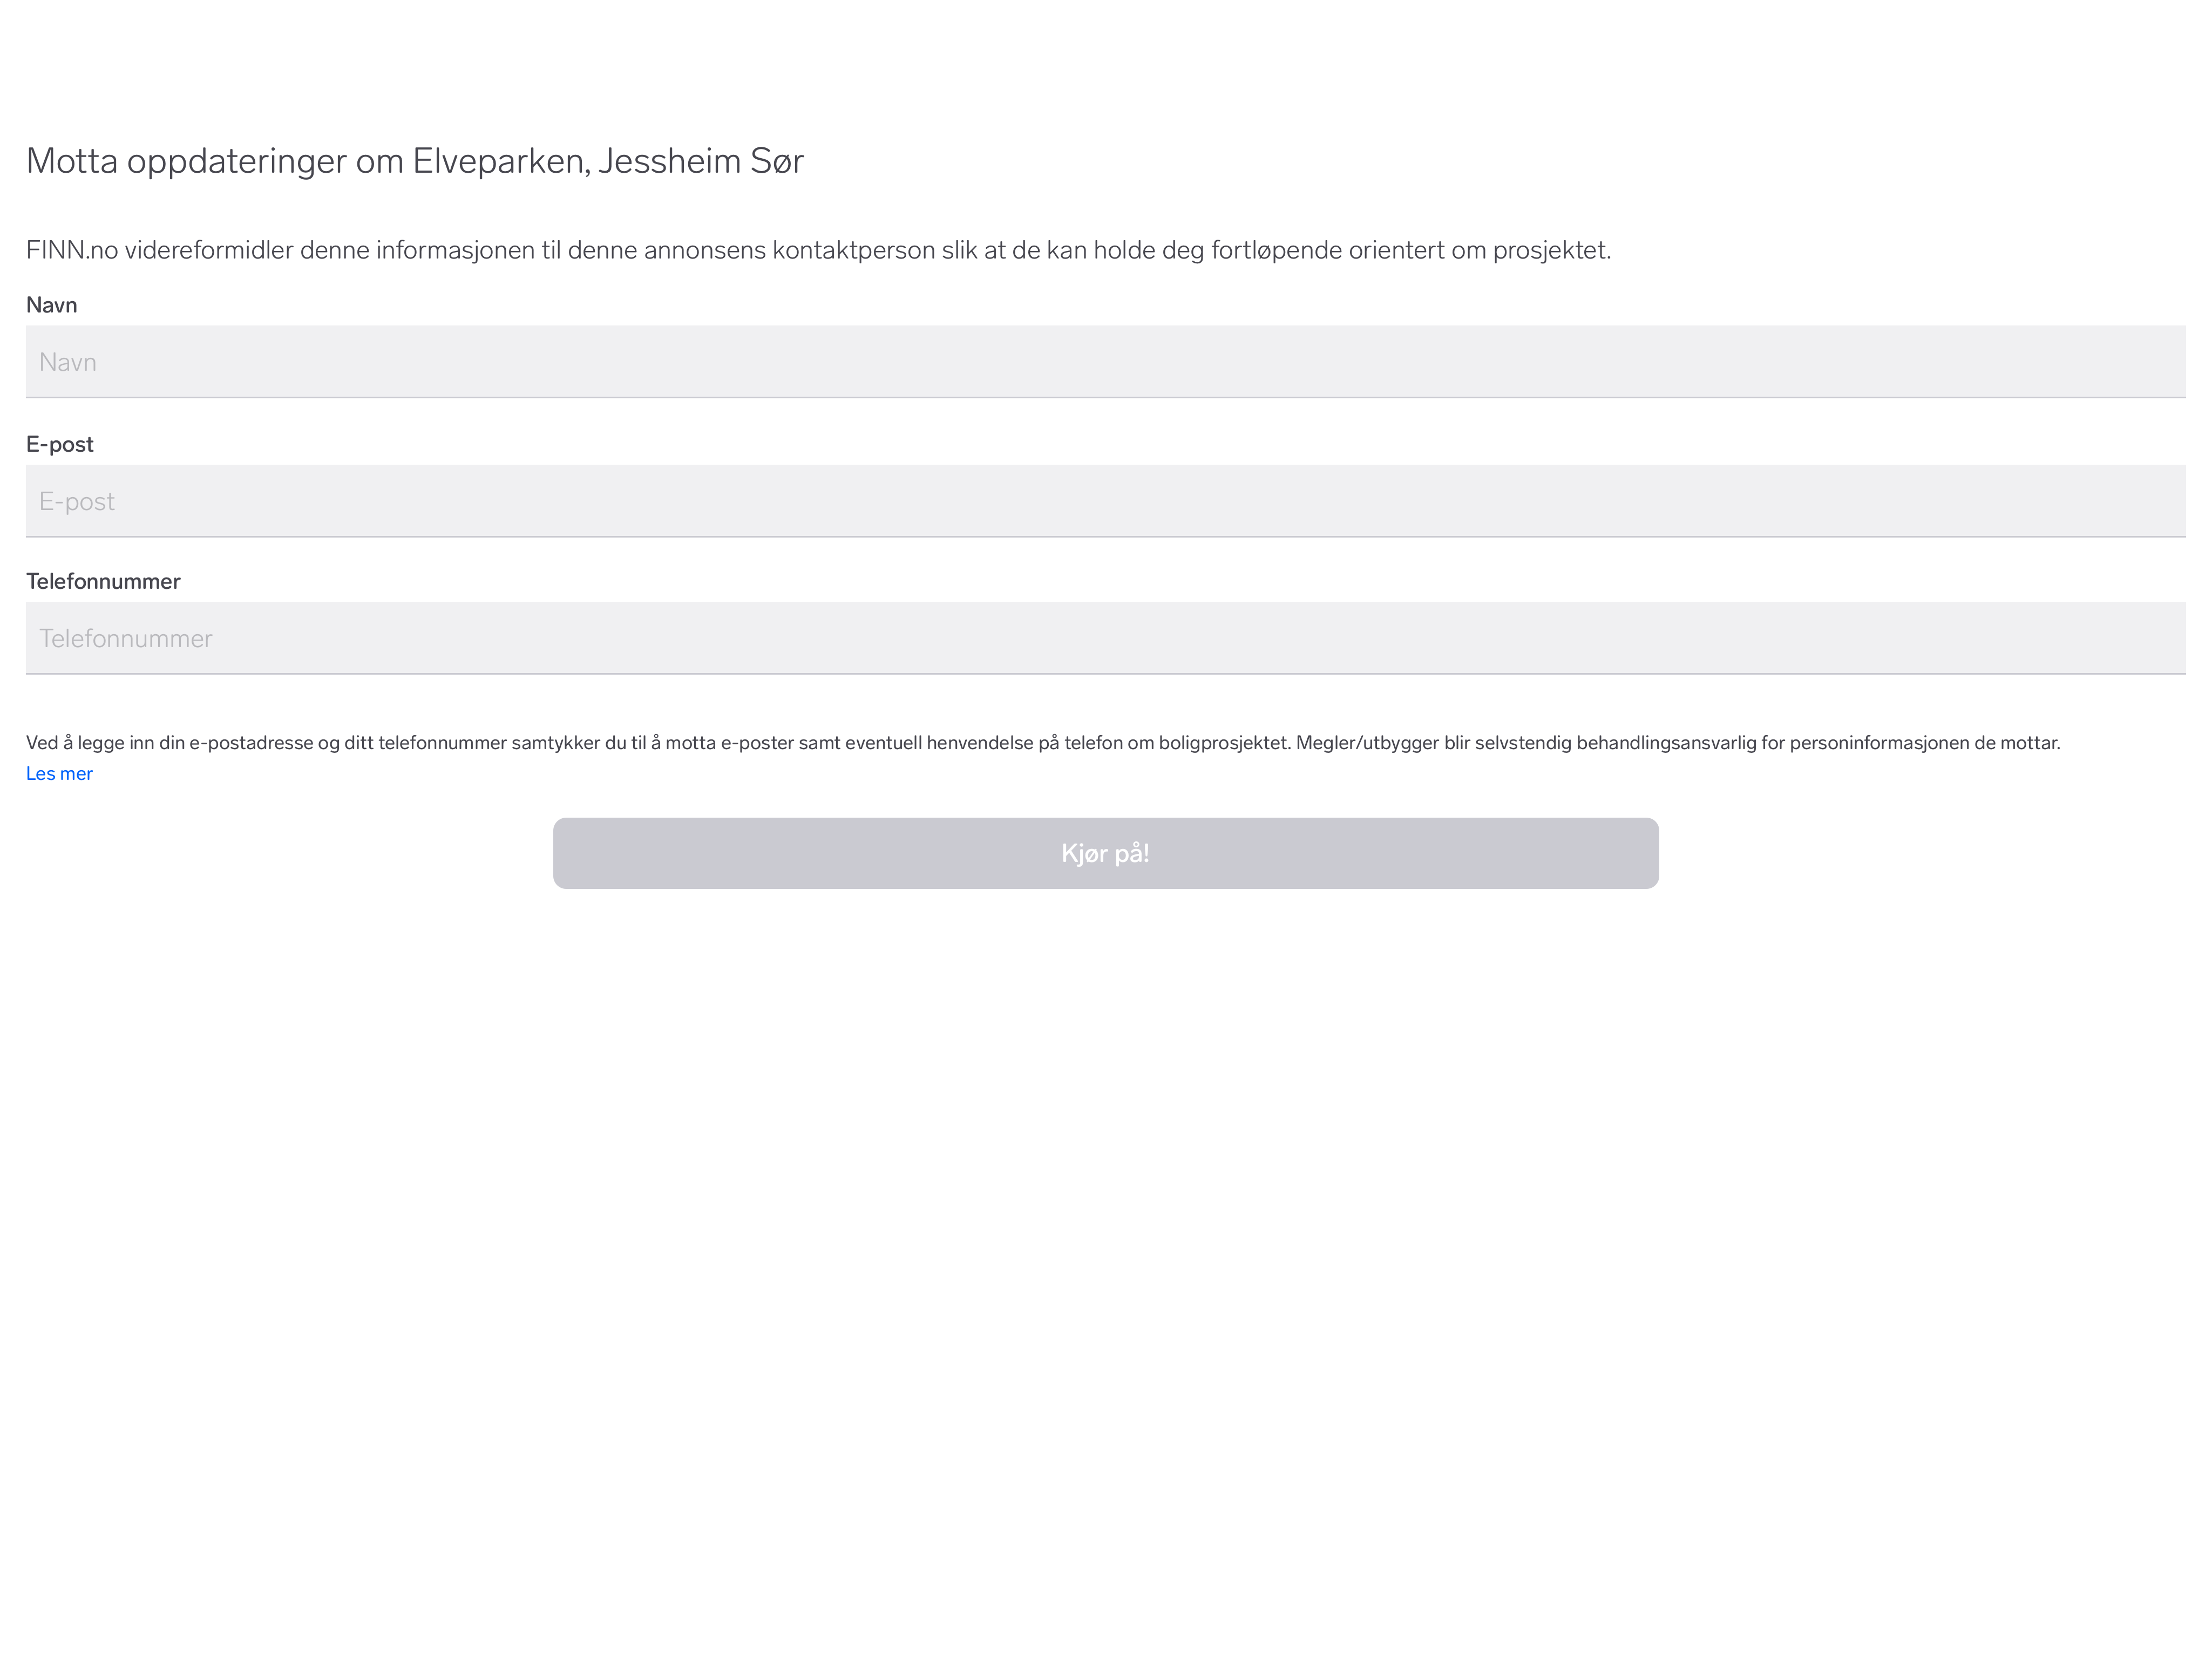 Motta oppdateringer om Elveparken, Jessheim Sør
FINN.no videreformidler denne informasjonen til denne annonsens kontaktperson slik at de kan holde deg fortløpende orientert om prosjektet.
Navn
Navn
E-post
E-post
Telefonnummer
Telefonnummer
Ved å legge inn din e-postadresse og ditt telefonnummer samtykker du til å motta e-poster samt eventuell henvendelse på telefon om boligprosjektet. Megler/utbygger blir selvstendig behandlingsansvarlig for personinformasjonen de mottar.
Les mer
Kjør på!